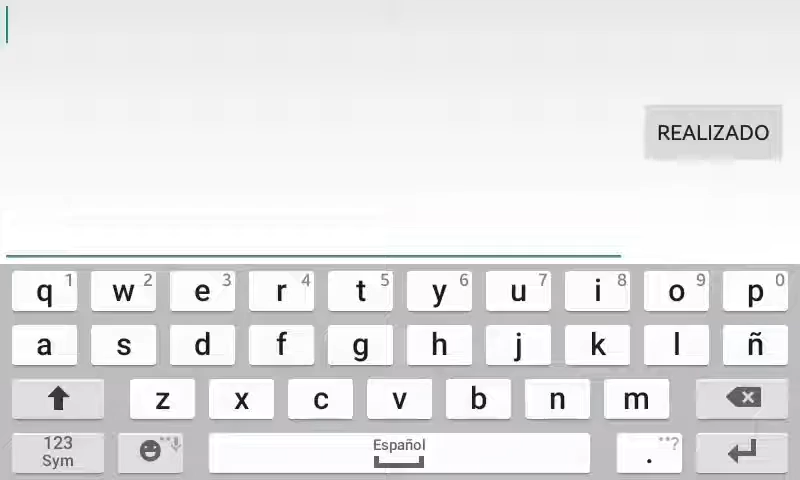 REALIZADO
q 1 w 2 e 3 r 4 t 5 y 6 u 7 i 8 o 9 p 0
a s d f g h j k l ñ
z x c v b n m
123
Sym
Español
. ?